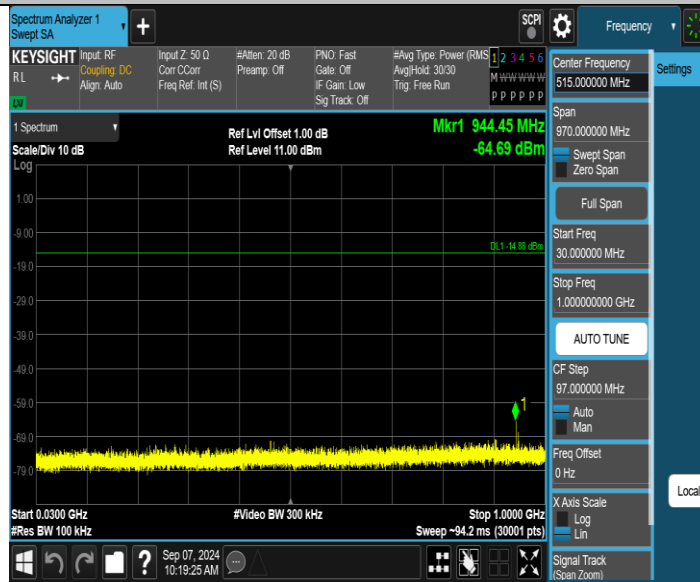 Spectrum Analyzer 1
Swept SA
+
SCPI
Frequency
KEYSIGHT
RL
LXI
Input: RF
Coupling: DC
Align: Auto
Input Z: 50 Ω
Corr CCorr
Freq Ref: Int (S)
#Atten: 20 dB
Preamp: Off
PNO: Fast
Gate: Off
IF Gain: Low
Sig Track: Off
#Avg Type: Power (RMS
Avg|Hold: 30/30
Trig: Free Run
1 2 3 4 5 6
M W W W W W
P P P P P P
1 Spectrum
Scale/Div 10 dB
Log
Ref Lvl Offset 1.00 dB
Ref Level 11.00 dBm
Mkr1 944.45 MHz
-64.69 dBm
1.00
-9.00
DL1 -14.88 dBm
-19.0
-29.0
-39.0
-49.0
-59.0
1
-69.0
-79.0
Start 0.0300 GHz
#Res BW 100 kHz
#Video BW 300 kHz
Stop 1.0000 GHz
Sweep ~94.2 ms (30001 pts)
Sep 07, 2024
10:19:25 AM
?
Center Frequency
515.000000 MHz
Settings
Span
970.000000 MHz
Swept Span
Zero Span
Full Span
Start Freq
30.000000 MHz
Stop Freq
1.000000000 GHz
AUTO TUNE
CF Step
97.000000 MHz
Auto
Man
Freq Offset
0 Hz
X Axis Scale
Log
Lin
Local
Signal Track
(Span Zoom)